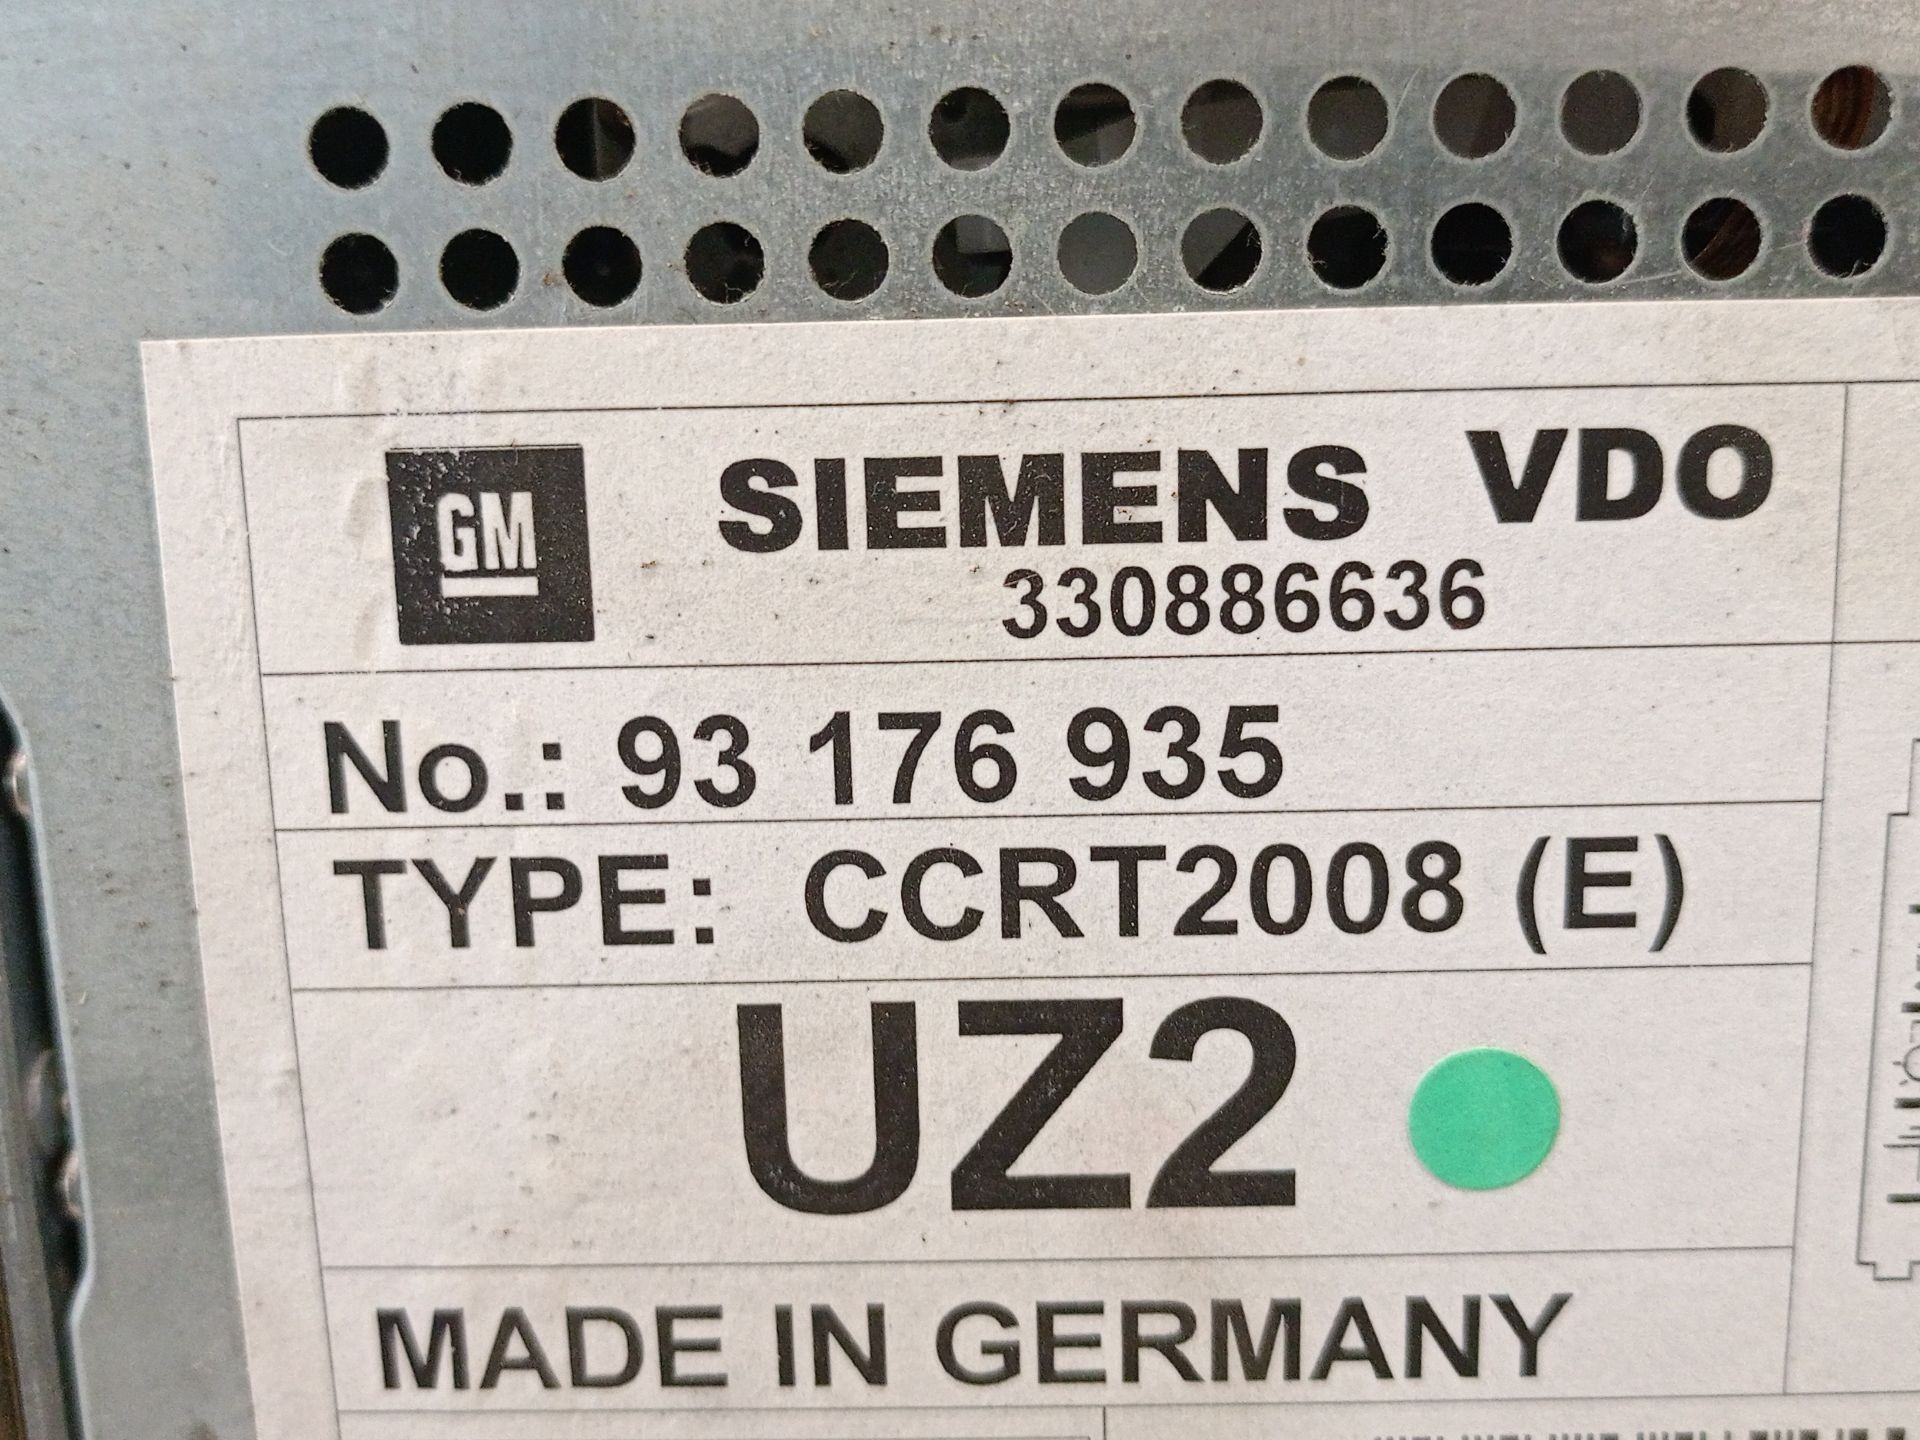 GM
SIEMENS VDO
330886636
No.: 93 176 935
TYPE: CCRT2008 (E)
UZ2
MADE IN GERMANY